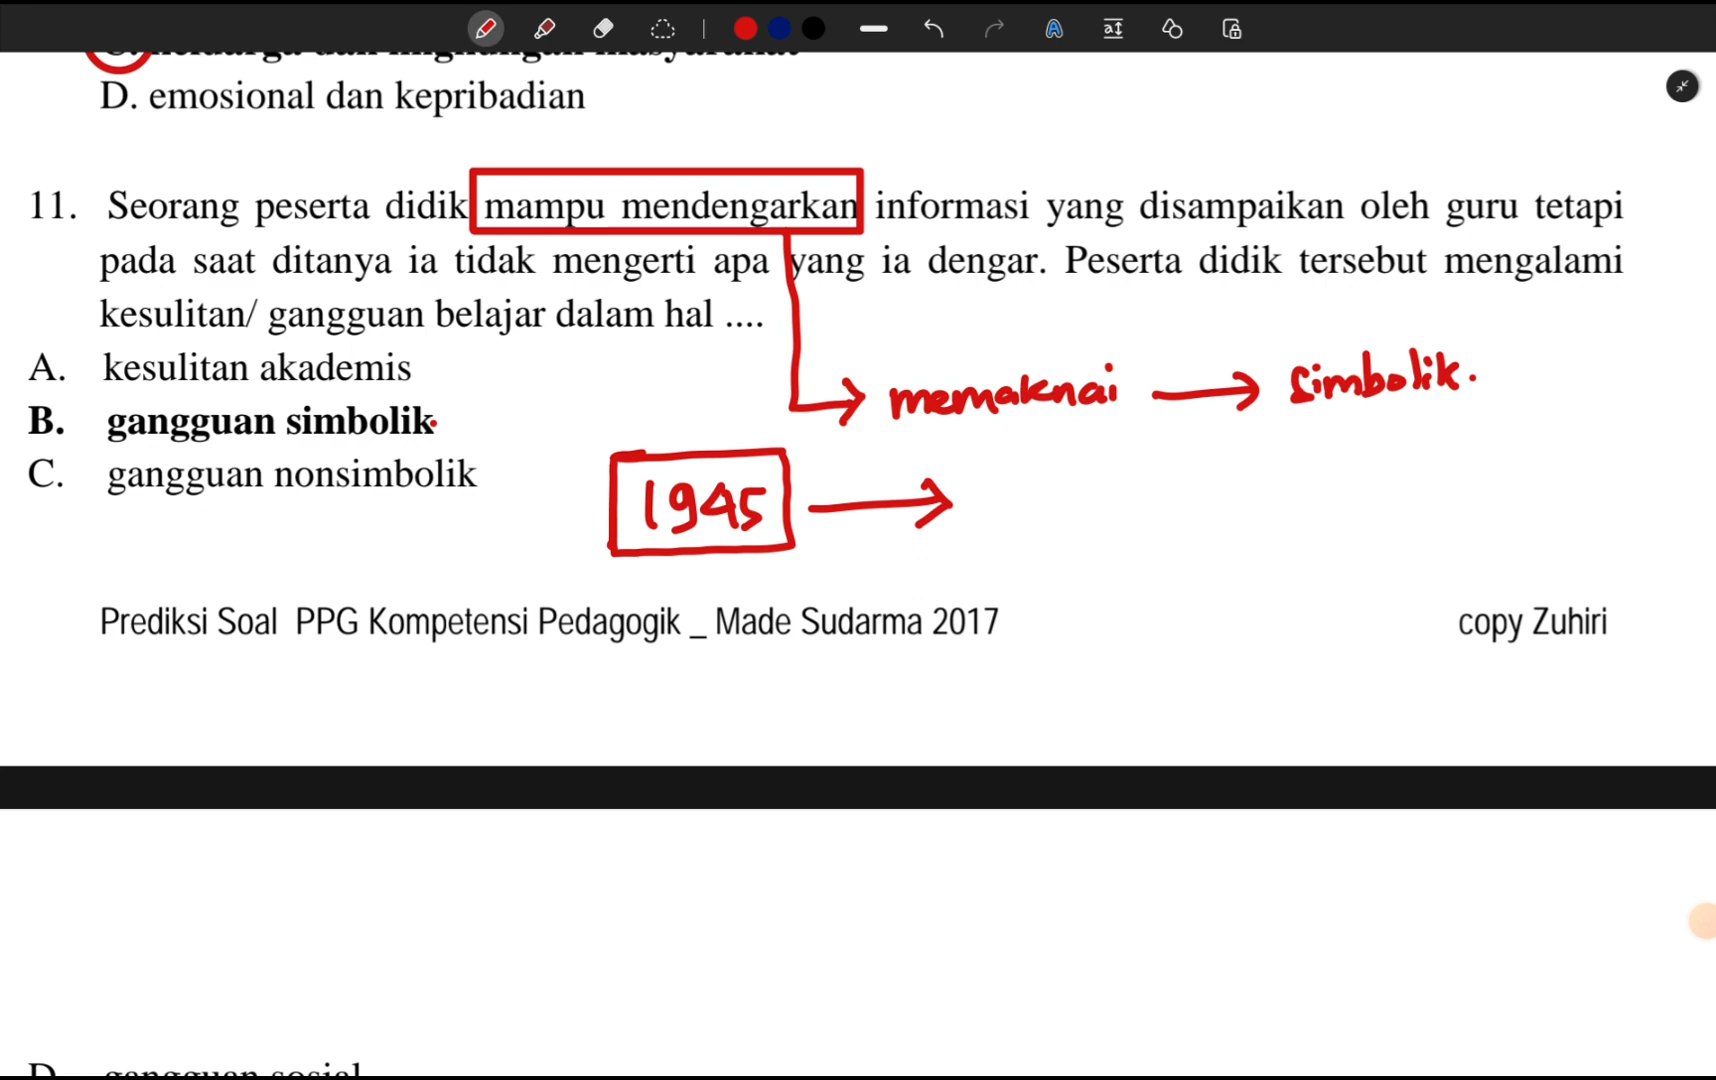 D. emosional dan kepribadian
11. Seorang peserta didik mampu mendengarkan informasi yang disampaikan oleh guru tetapi
pada saat ditanya ia tidak mengerti apa yang ia dengar. Peserta didik tersebut mengalami
kesulitan/ gangguan belajar dalam hal ....
A. kesulitan akademis
memaknai
simbolik.
B. gangguan simbolik
C. gangguan nonsimbolik
1945
Prediksi Soal PPG Kompetensi Pedagogik _ Made Sudarma 2017
copy Zuhiri
D. gangguan sosial